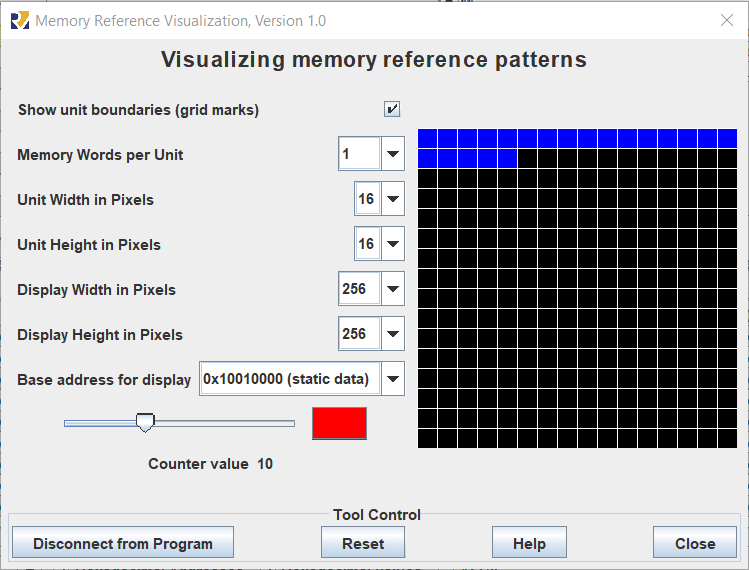 Memory Reference Visualization, Version 1.0
Visualizing memory reference patterns
Show unit boundaries (grid marks)
Memory Words per Unit 1
Unit Width in Pixels 16
Unit Height in Pixels 16
Display Width in Pixels 256
Display Height in Pixels 256
Base address for display 0x10010000 (static data)
Counter value 10
Tool Control
Disconnect from Program Reset Help Close